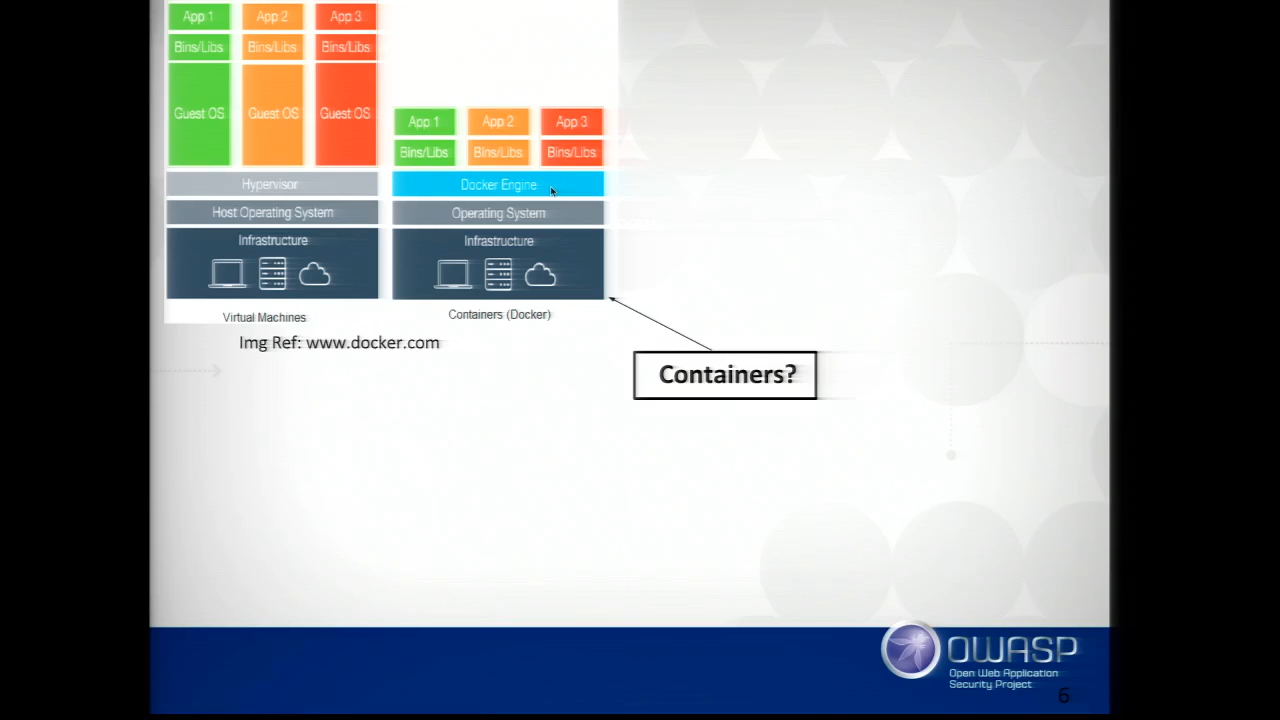 App 1 App 2 App 3
Bins/Libs Bins/Libs Bins/Libs
Guest OS Guest OS Guest OS
Hypervisor
Host Operating System
Infrastructure
Virtual Machines
App 1 App 2 App 3
Bins/Libs Bins/Libs Bins/Libs
Docker Engine
Operating System
Infrastructure
Containers (Docker)
Img Ref: www.docker.com
Containers?
OWASP
Open Web Application
Security Project
6